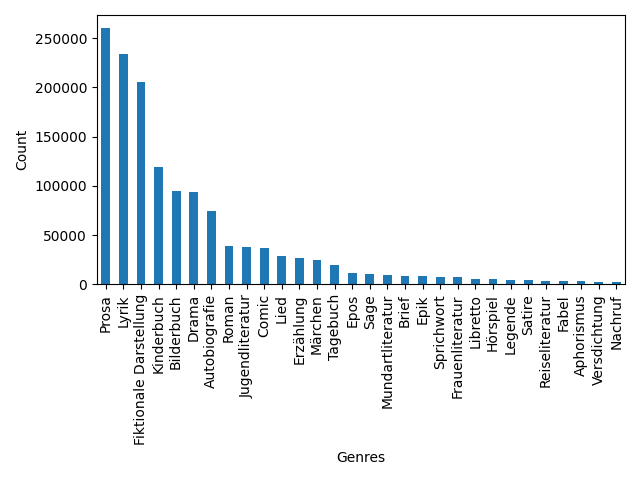 250000
200000
150000
100000
50000
0
Count
Prosa
Lyrik
Fiktionale Darstellung
Kinderbuch
Bilderbuch
Drama
Autobiografie
Roman
Jugendliteratur
Comic
Lied
Erzählung
Märchen
Tagebuch
Epos
Sage
Mundartliteratur
Brief
Epik
Sprichwort
Frauenliteratur
Libretto
Hörspiel
Legende
Satire
Reiseliteratur
Fabel
Aphorismus
Versdichtung
Nachruf
Genres